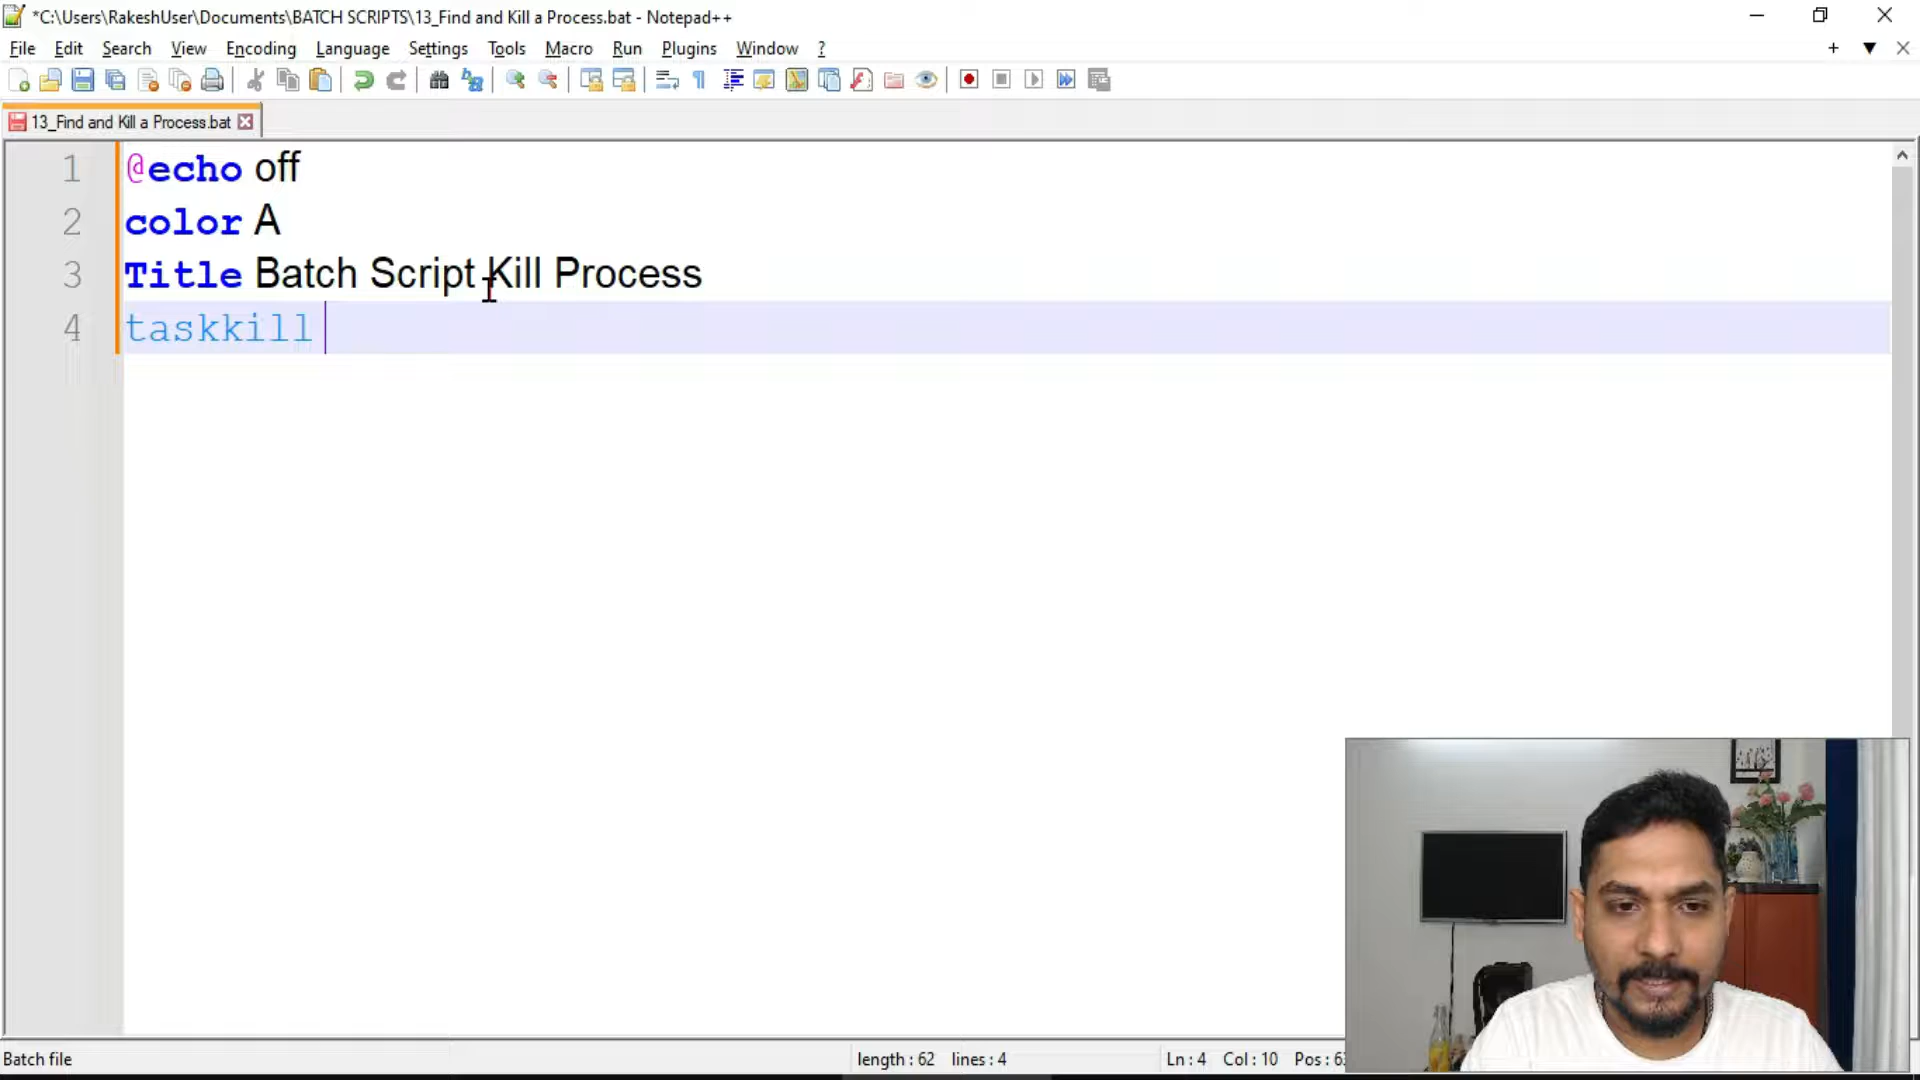 *C:\Users\RakeshUser\Documents\BATCH SCRIPTS\13_Find and Kill a Process.bat - Notepad++
File Edit Search View Encoding Language Settings Tools Macro Run Plugins Window ?
13_Find and Kill a Process.bat
1 @echo off
2 color A
3 Title Batch Script Kill Process
4 taskkill
Batch file length : 62 lines : 4 Ln : 4 Col : 10 Pos :